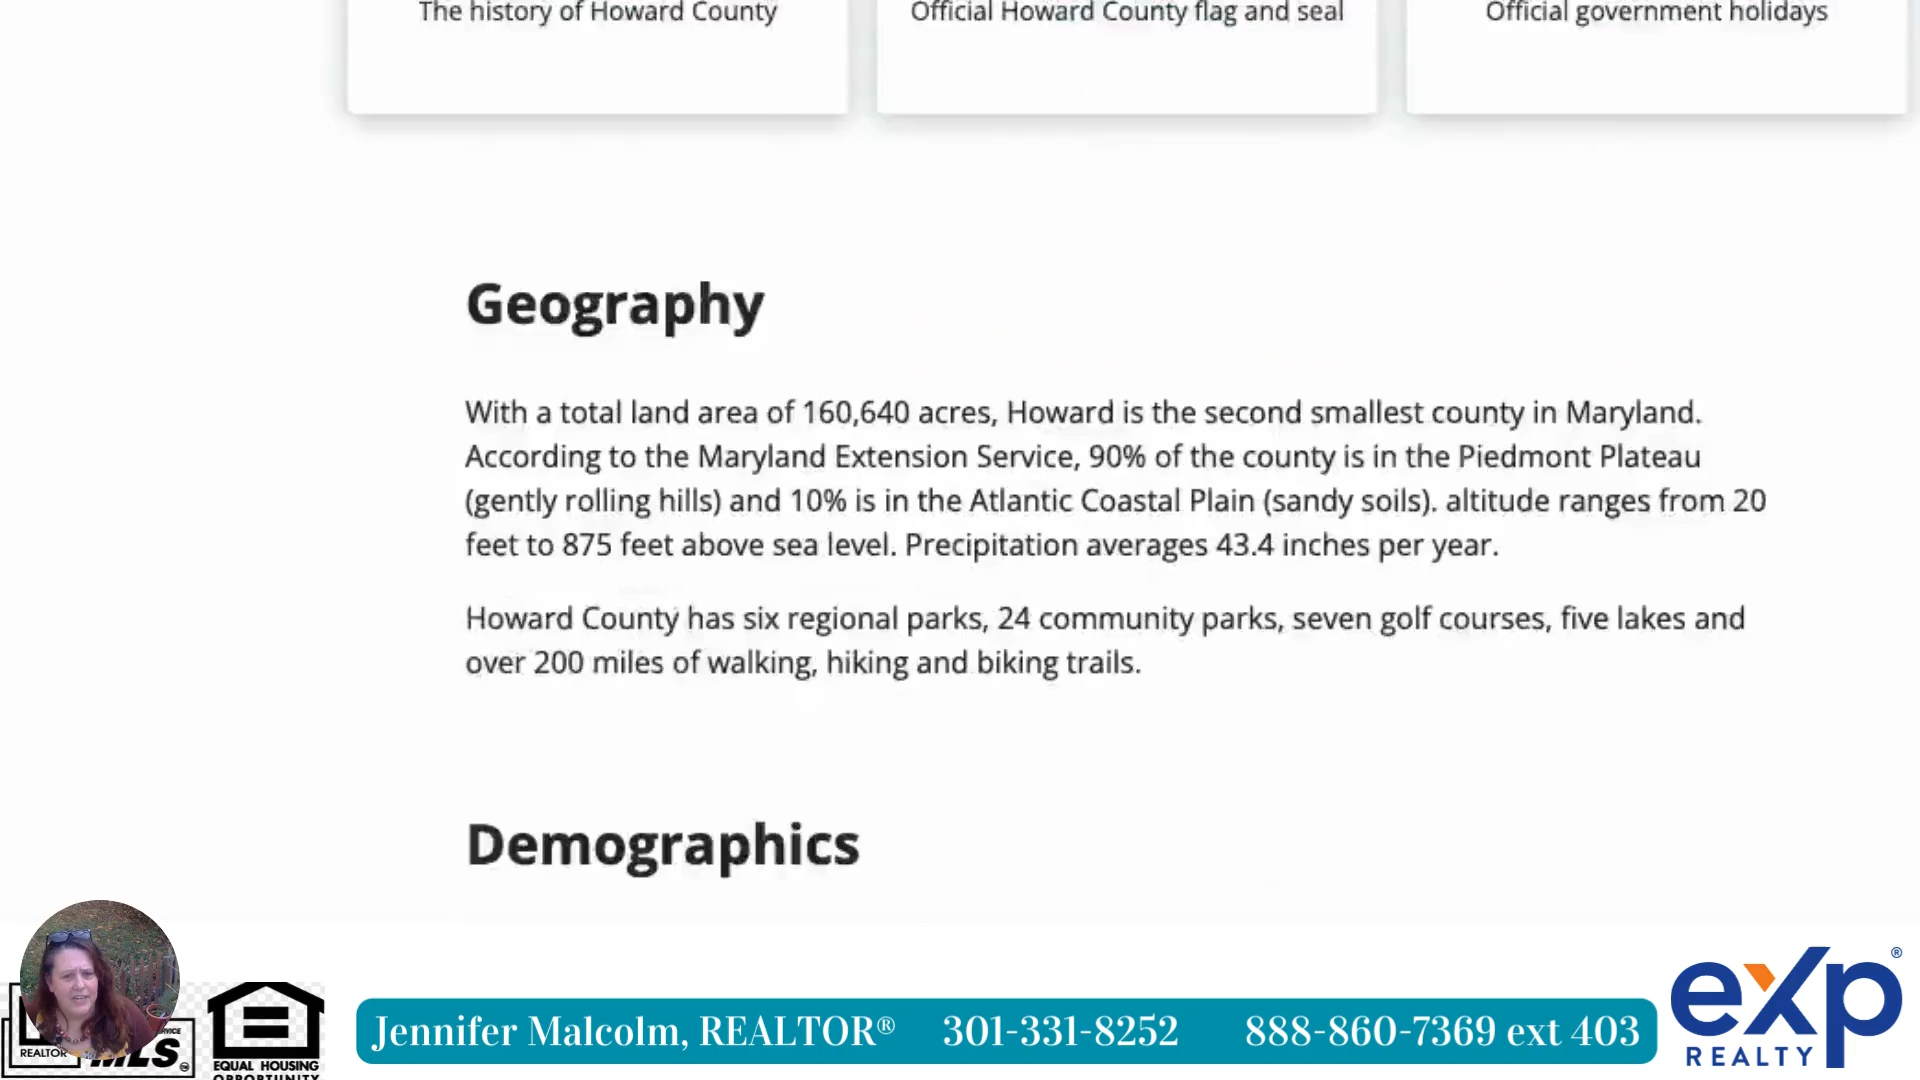 The history of Howard County
Official Howard County flag and seal
Official government holidays
Geography
With a total land area of 160,640 acres, Howard is the second smallest county in Maryland.
According to the Maryland Extension Service, 90% of the county is in the Piedmont Plateau
(gently rolling hills) and 10% is in the Atlantic Coastal Plain (sandy soils). altitude ranges from 20
feet to 875 feet above sea level. Precipitation averages 43.4 inches per year.
Howard County has six regional parks, 24 community parks, seven golf courses, five lakes and
over 200 miles of walking, hiking and biking trails.
Demographics
REALTOR
MLS
EQUAL HOUSING
OPPORTUNITY
Jennifer Malcolm, REALTOR® 301-331-8252 888-860-7369 ext 403
eXp®
REALTY